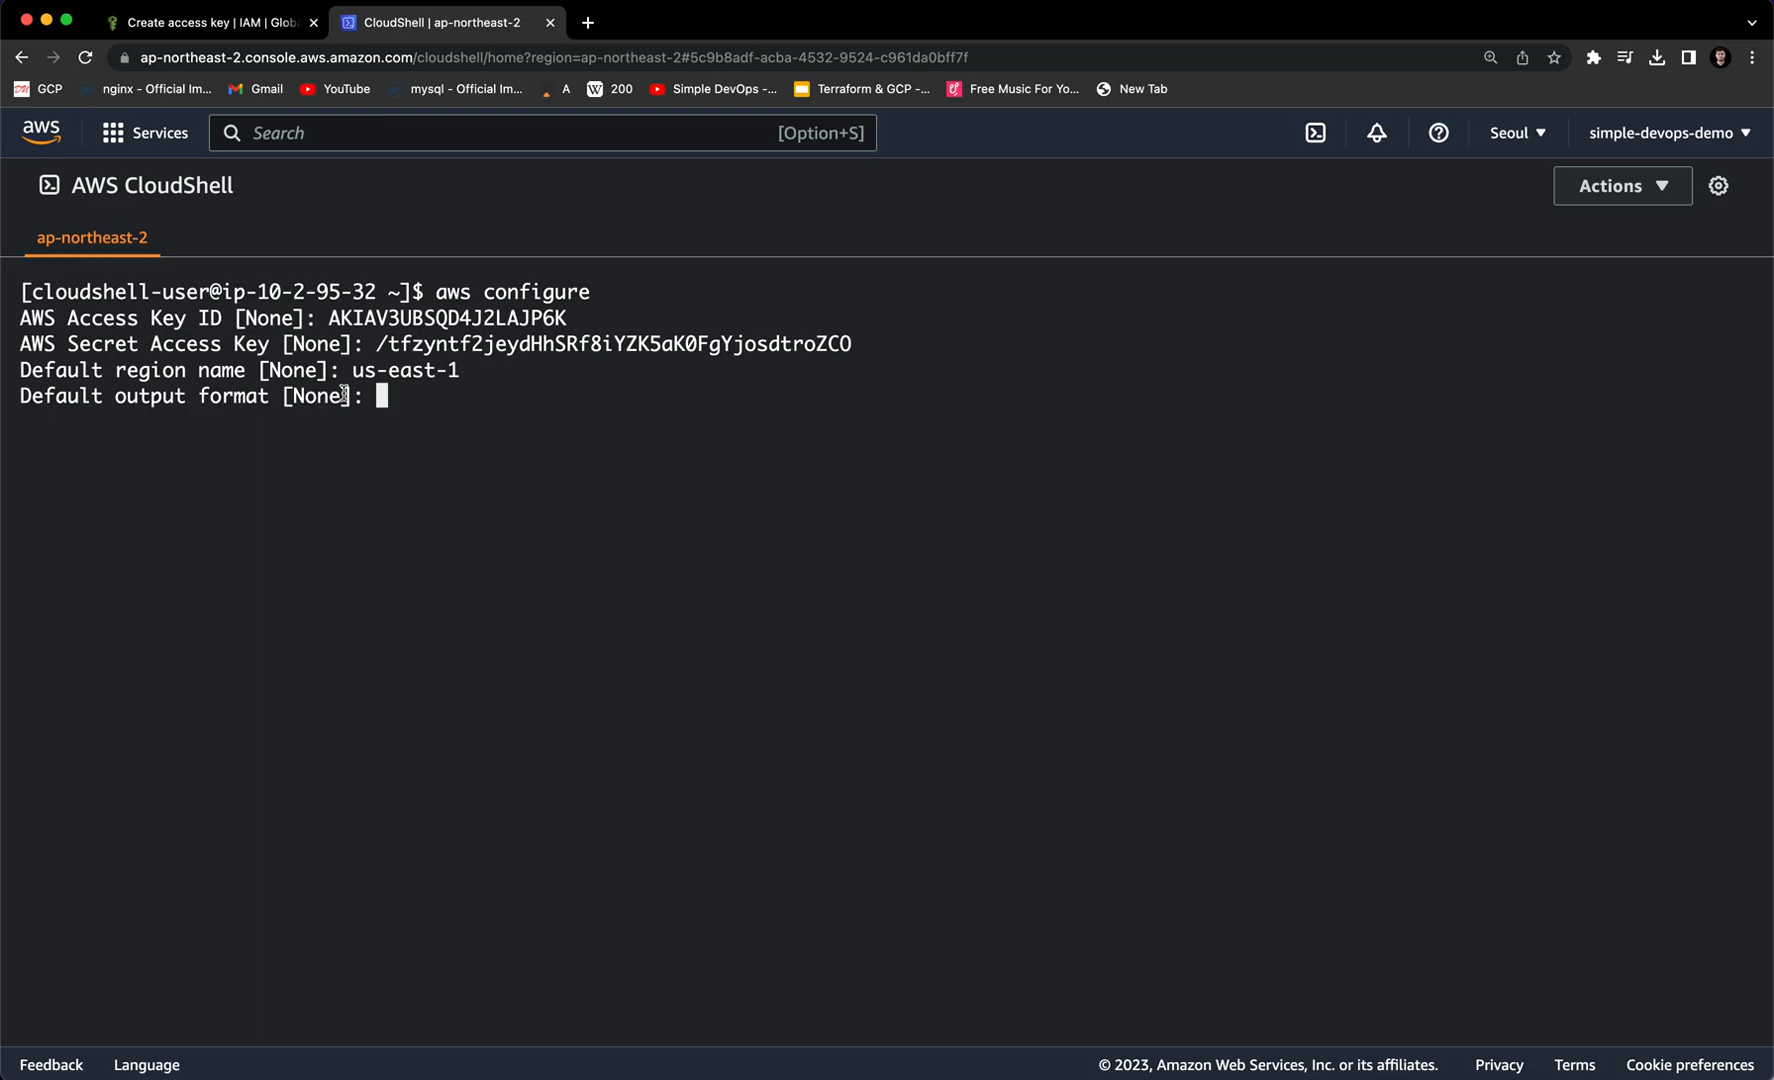 Create access key | IAM | Globa
CloudShell | ap-northeast-2
ap-northeast-2.console.aws.amazon.com/cloudshell/home?region=ap-northeast-2#5c9b8adf-acba-4532-9524-c961da0bff7f
GCP
nginx - Official Im...
Gmail
YouTube
mysql - Official Im...
A
200
Simple DevOps -...
Terraform & GCP -...
Free Music For Yo...
New Tab
aws
Services
Search
[Option+S]
Seoul
simple-devops-demo
AWS CloudShell
Actions
ap-northeast-2
[cloudshell-user@ip-10-2-95-32 ~]$ aws configure
AWS Access Key ID [None]: AKIAV3UBSQD4J2LAJP6K
AWS Secret Access Key [None]: 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
Default region name [None]: us-east-1
Default output format [None]:
Feedback
Language
© 2023, Amazon Web Services, Inc. or its affiliates.
Privacy
Terms
Cookie preferences